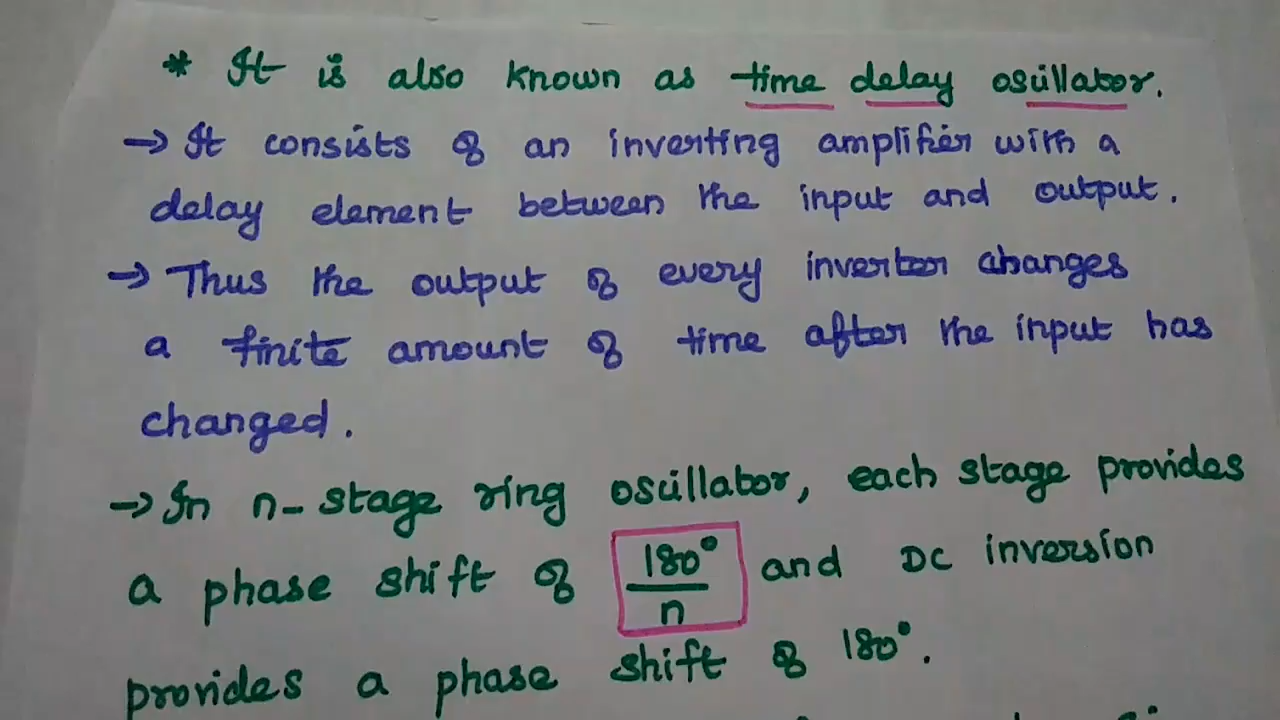 * It is also known as time delay oscillator.
→ It consists of an inverting amplifier with a
delay element between the input and output.
→ Thus the output of every inverter changes
a finite amount of time after the input has
changed.
→ In n-stage ring oscillator, each stage provides
a phase shift of 180°/n and DC inversion
provides a phase shift of 180°.